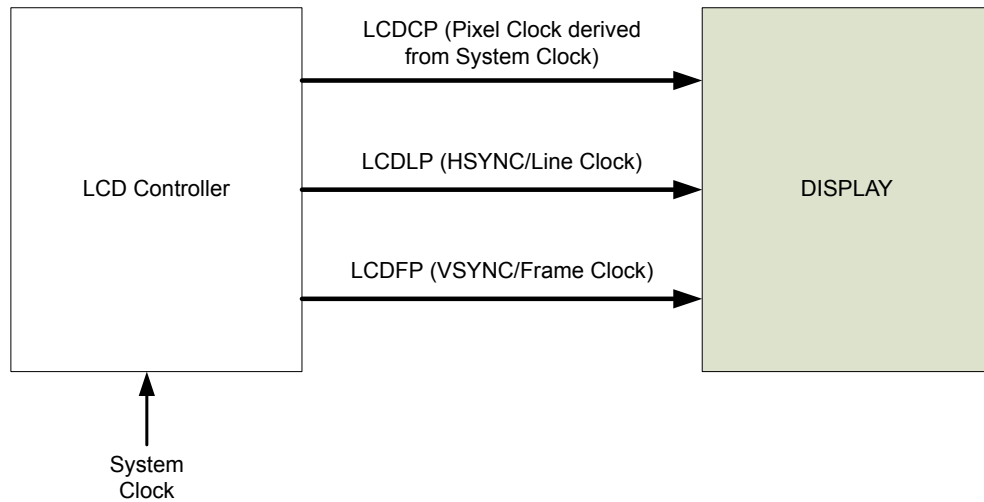 LCDCP (Pixel Clock derived
from System Clock)
LCDLP (HSYNC/Line Clock)
LCD Controller
DISPLAY
LCDFP (VSYNC/Frame Clock)
System
Clock